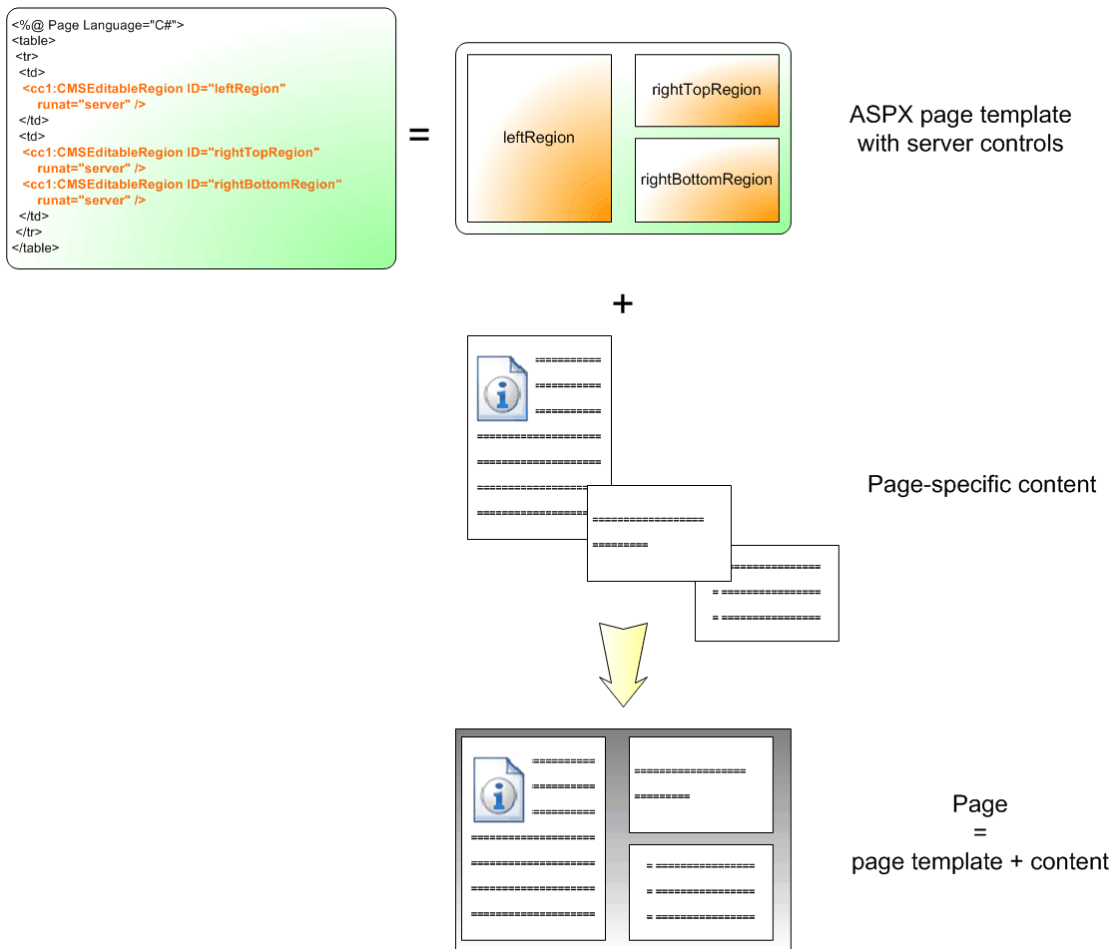 <%@ Page Language="C#">
<table>
<tr>
<td>
<cc1:CMSEditableRegion ID="leftRegion"
runat="server" />
</td>
<td>
<cc1:CMSEditableRegion ID="rightTopRegion"
runat="server" />
<cc1:CMSEditableRegion ID="rightBottomRegion"
runat="server" />
</td>
</tr>
</table>
=
leftRegion
rightTopRegion
rightBottomRegion
ASPX page template
with server controls
+
Page-specific content
Page
=
page template + content